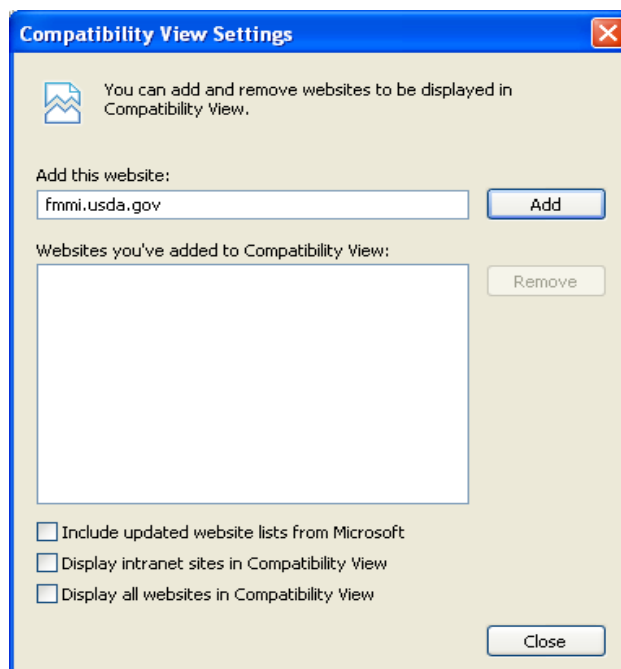 Compatibility View Settings
You can add and remove websites to be displayed in
Compatibility View.
Add this website:
fmmi.usda.gov
Add
Websites you've added to Compatibility View:
Remove
Include updated website lists from Microsoft
Display intranet sites in Compatibility View
Display all websites in Compatibility View
Close